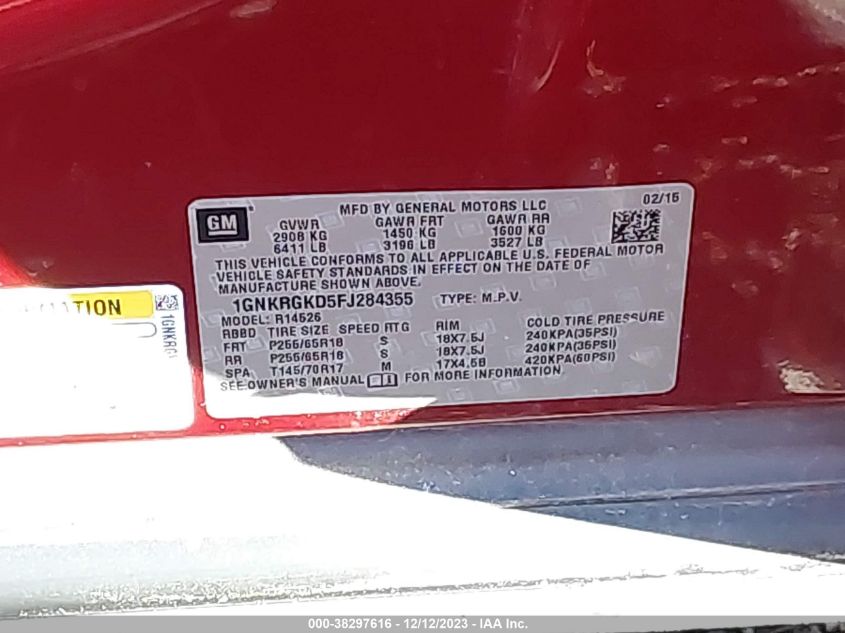 GM
MFD BY GENERAL MOTORS LLC
02/15
GVWR GAWR FRT GAWR RR
2908 KG 1450 KG 1600 KG
6411 LB 3196 LB 3527 LB
THIS VEHICLE CONFORMS TO ALL APPLICABLE U.S. FEDERAL MOTOR
VEHICLE SAFETY STANDARDS IN EFFECT ON THE DATE OF
MANUFACTURE SHOWN ABOVE.
1GNKRGKD5FJ284355 TYPE: M.P.V.
MODEL: R14526
RBBD TIRE SIZE SPEED RTG RIM COLD TIRE PRESSURE
FRT P255/65R18 S 18X7.5J 240KPA(35PSI)
RR P255/65R18 S 18X7.5J 240KPA(35PSI)
SPA T145/70R17 M 17X4.5B 420KPA(60PSI)
SEE OWNER'S MANUAL FOR MORE INFORMATION
1GNKRG
000-38297616 - 12/12/2023 - IAA Inc.